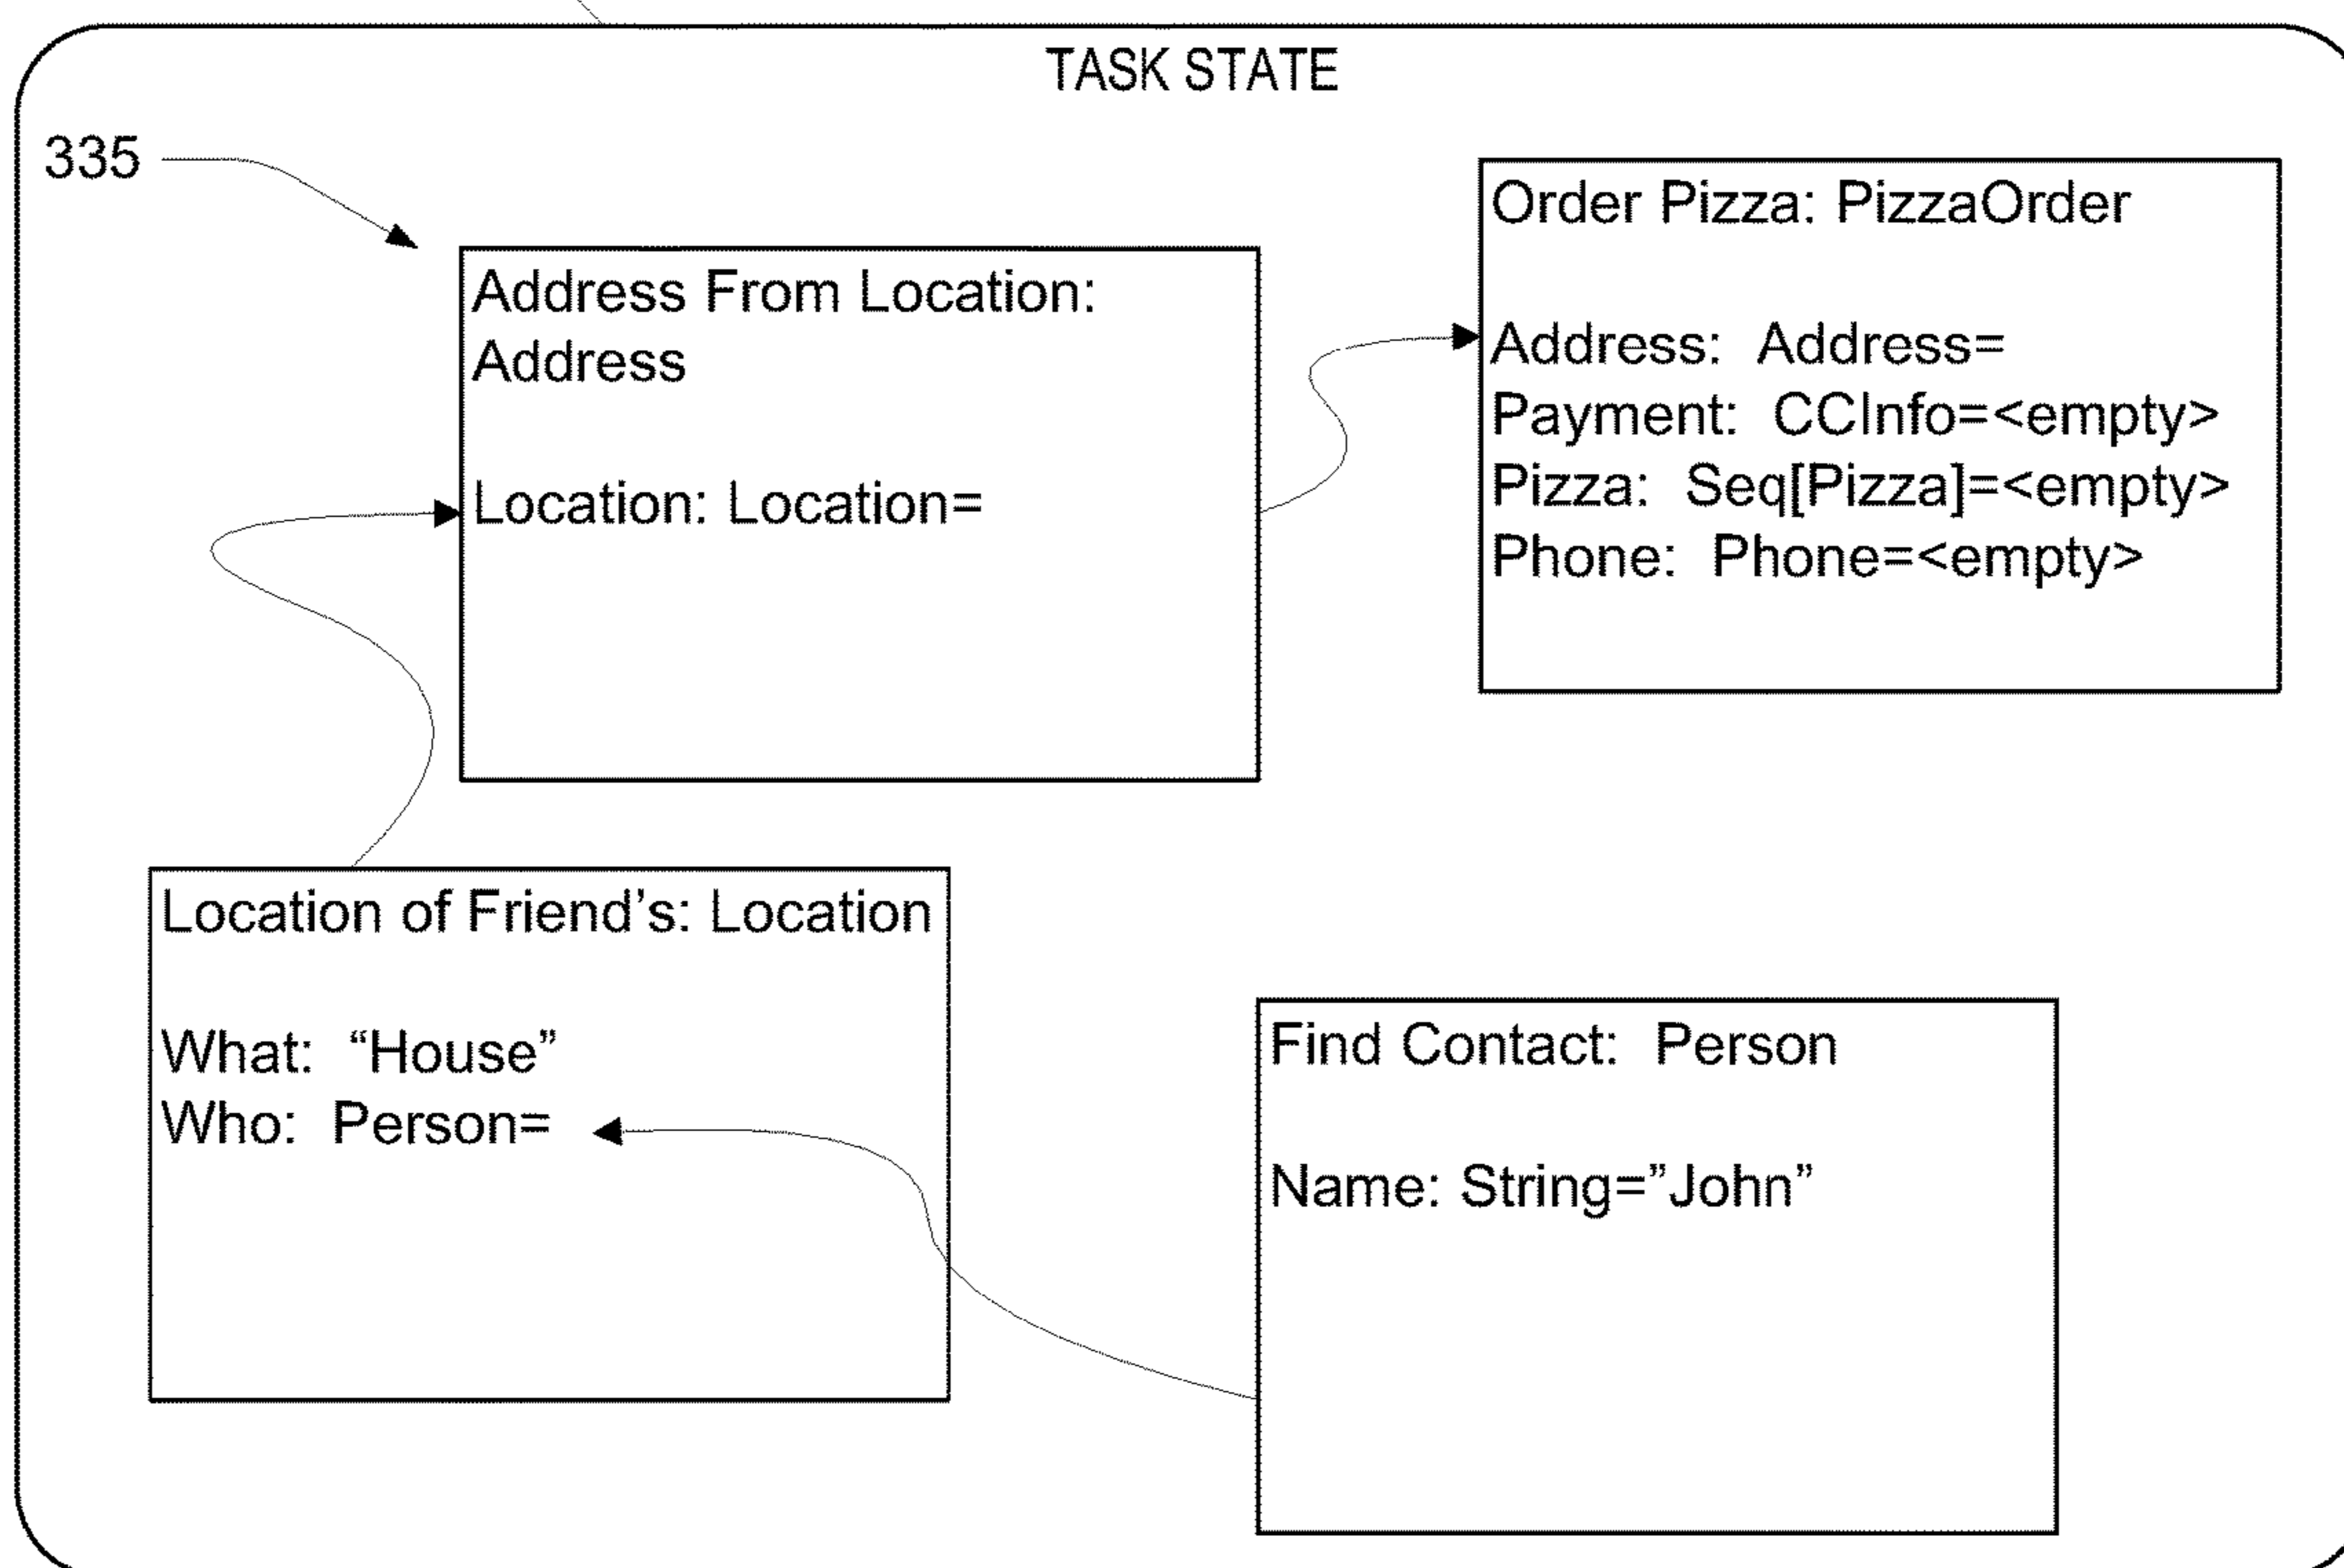 TASK STATE
335
Address From Location:
Address
Location: Location=
Order Pizza: PizzaOrder
Address: Address=
Payment: CCInfo=<empty>
Pizza: Seq[Pizza]=<empty>
Phone: Phone=<empty>
Location of Friend’s: Location
What: “House”
Who: Person=
Find Contact: Person
Name: String=”John”